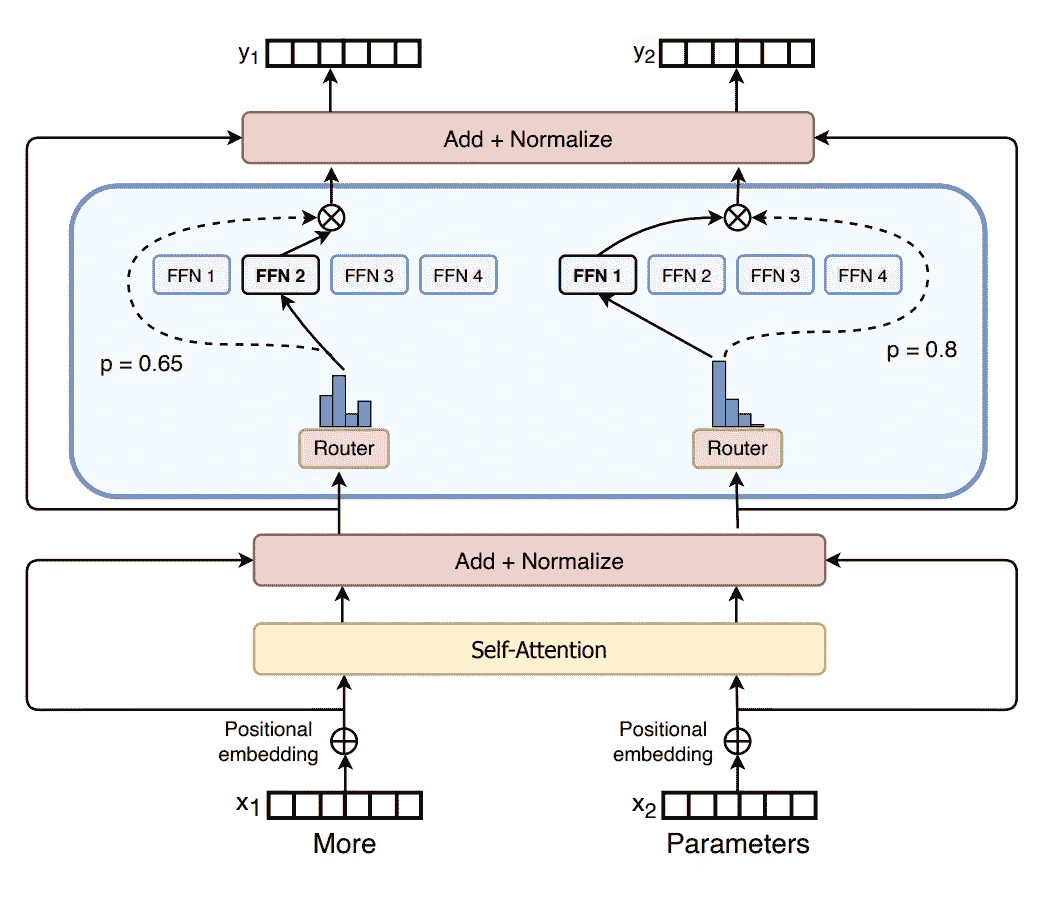 y1 y2
Add + Normalize
FFN 1 FFN 2 FFN 3 FFN 4 FFN 1 FFN 2 FFN 3 FFN 4
p = 0.65 p = 0.8
Router Router
Add + Normalize
Self-Attention
Positional embedding Positional embedding
x1 x2
More Parameters